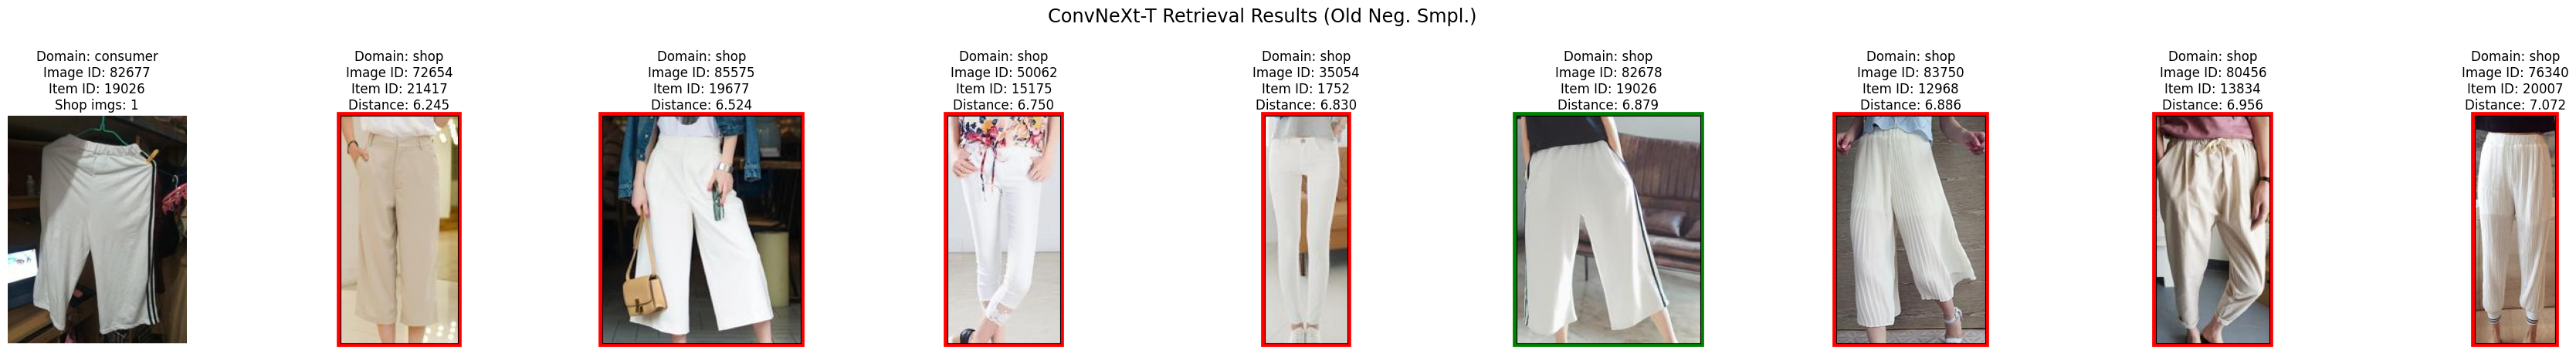 ConvNeXt-T Retrieval Results (Old Neg. Smpl.)
Domain: consumer
Image ID: 82677
Item ID: 19026
Shop imgs: 1
Domain: shop
Image ID: 72654
Item ID: 21417
Distance: 6.245
Domain: shop
Image ID: 85575
Item ID: 19677
Distance: 6.524
Domain: shop
Image ID: 50062
Item ID: 15175
Distance: 6.750
Domain: shop
Image ID: 35054
Item ID: 1752
Distance: 6.830
Domain: shop
Image ID: 82678
Item ID: 19026
Distance: 6.879
Domain: shop
Image ID: 83750
Item ID: 12968
Distance: 6.886
Domain: shop
Image ID: 80456
Item ID: 13834
Distance: 6.956
Domain: shop
Image ID: 76340
Item ID: 20007
Distance: 7.072